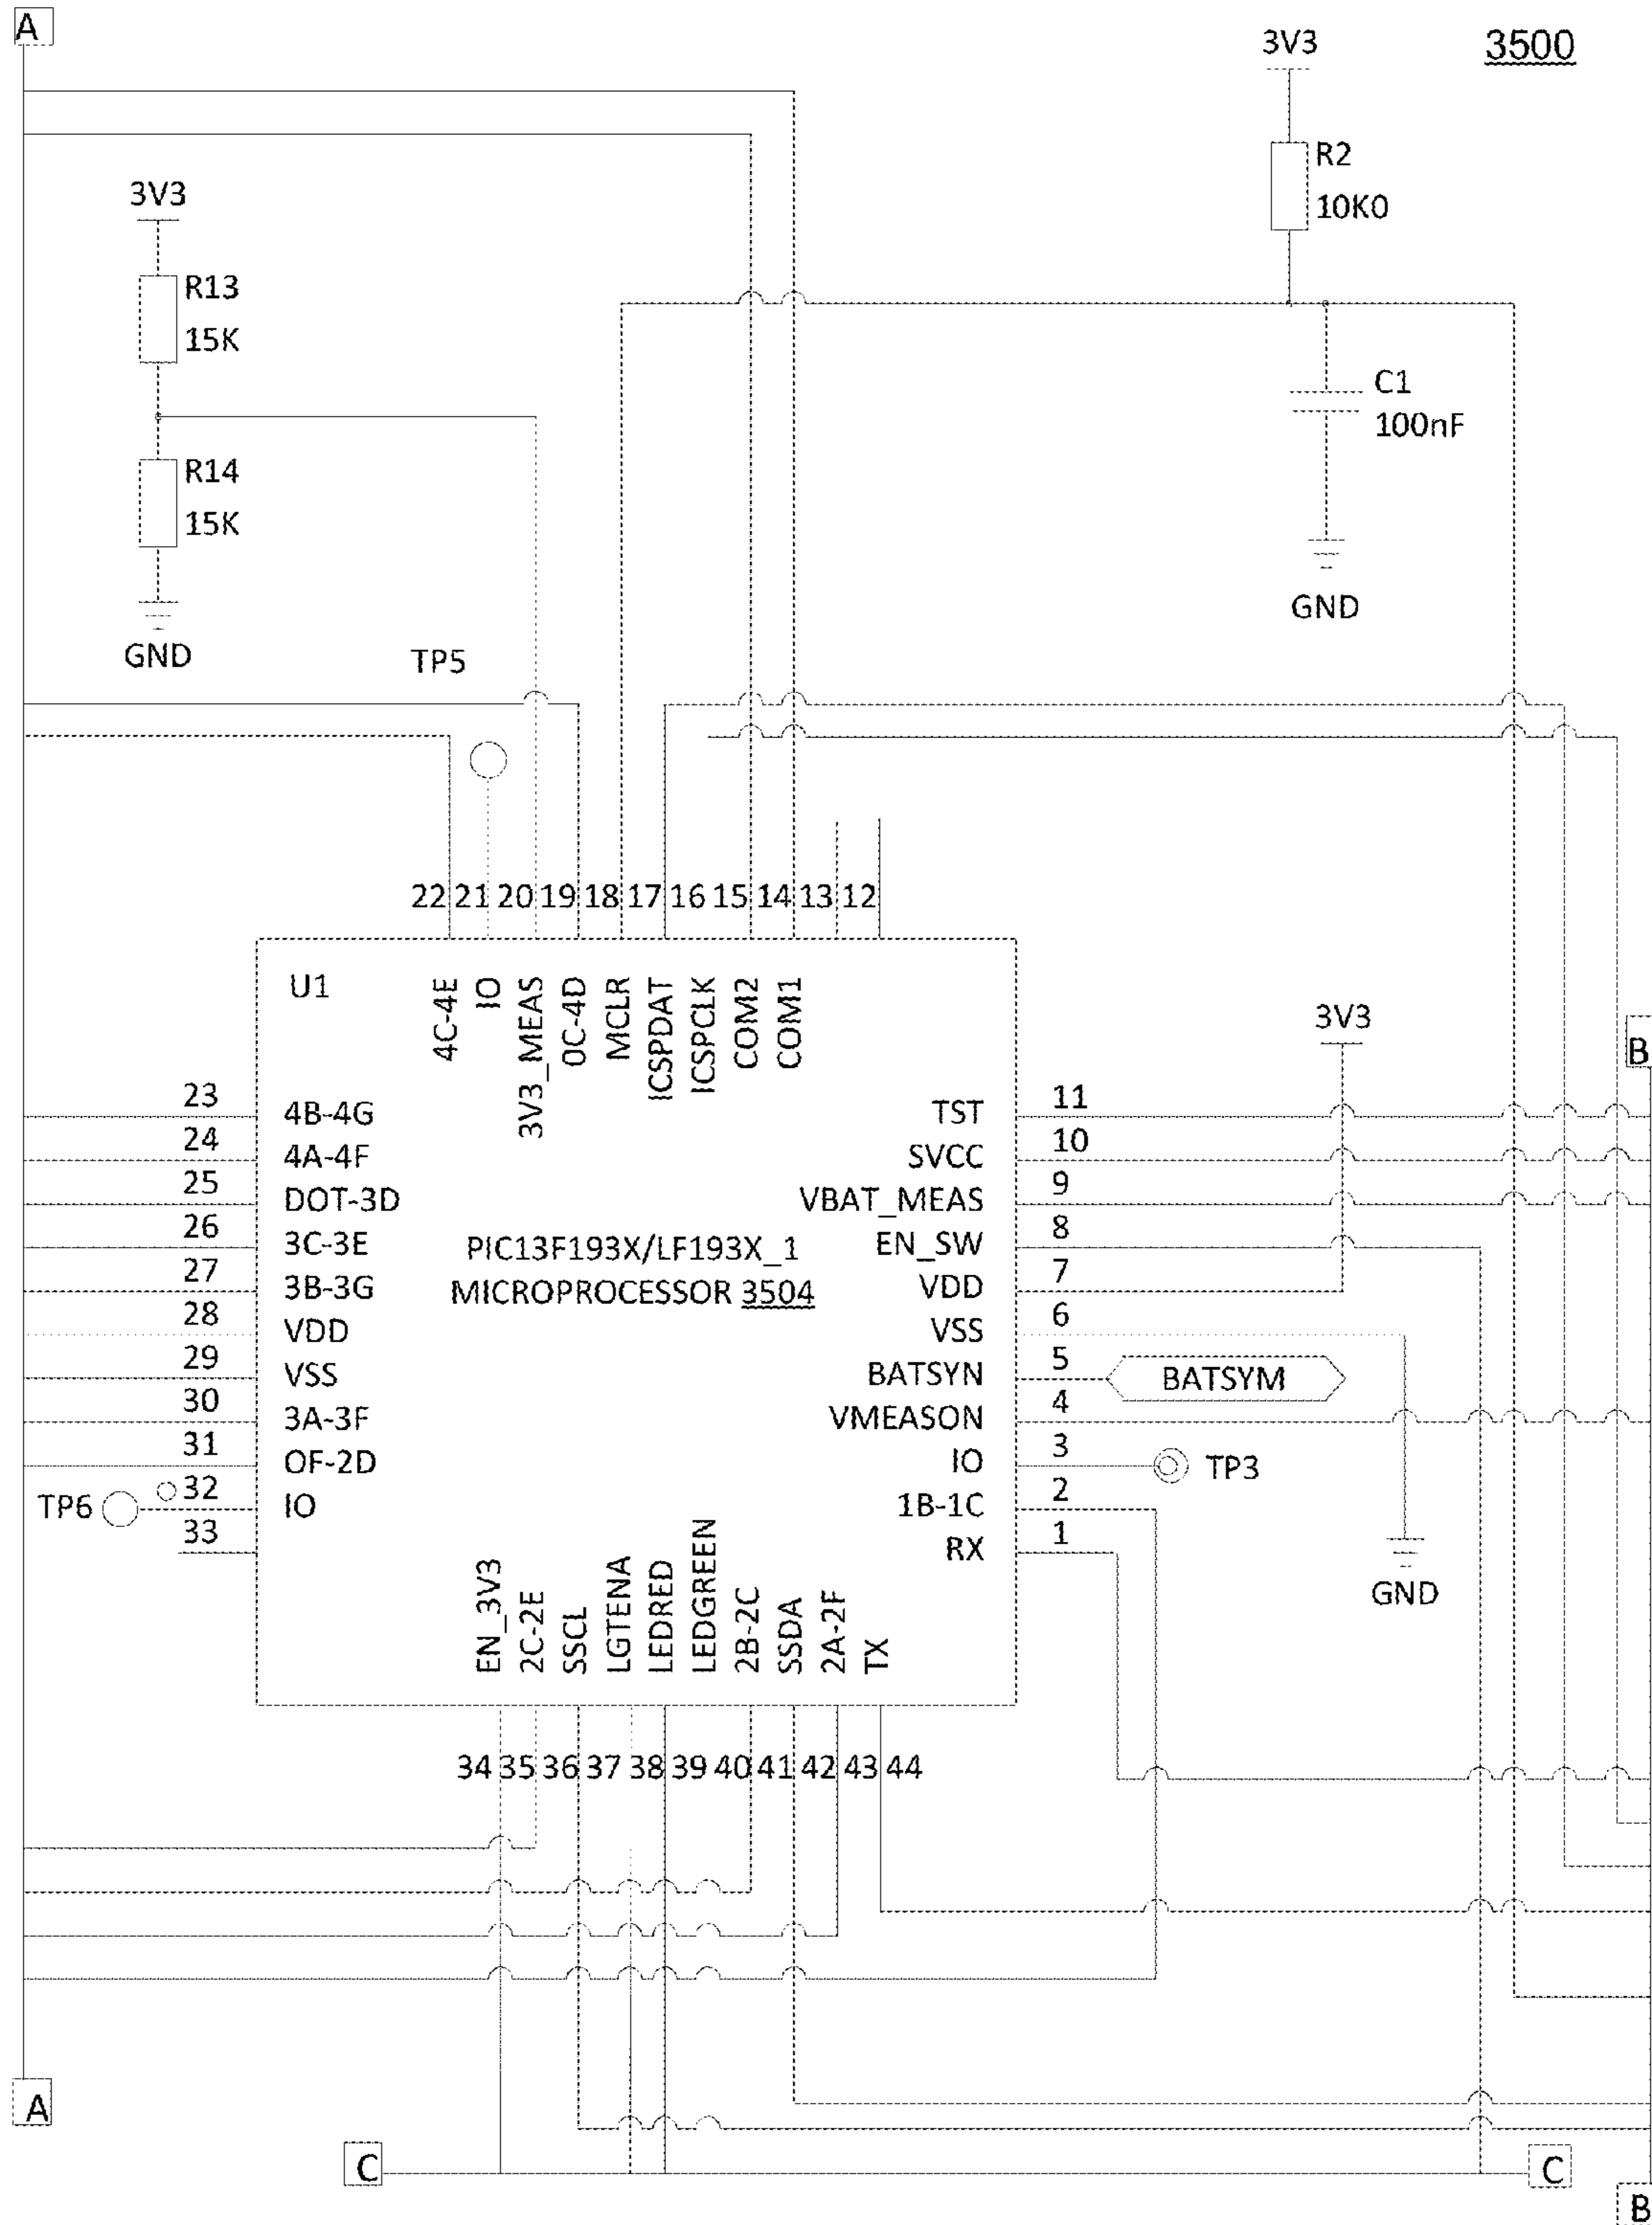 A
3V3
3500
R2
10K0
3V3
R13
15K
C1
100nF
R14
15K
GND
GND
TP5
22 21 20 19 18 17 16 15 14 13 12
U1
4C-4E
IO
3V3_MEAS
0C-4D
MCLR
ICSPDAT
ICSPCLK
COM2
COM1
3V3
B
23
4B-4G
TST
11
24
4A-4F
SVCC
10
25
DOT-3D
VBAT_MEAS
9
26
3C-3E
PIC13F193X/LF193X_1
EN_SW
8
27
3B-3G
MICROPROCESSOR 3504
VDD
7
28
VDD
VSS
6
29
VSS
BATSYN
5
BATSYM
30
3A-3F
VMEASON
4
31
OF-2D
IO
3
TP3
TP6
32
IO
1B-1C
2
33
RX
1
GND
EN_3V3
2C-2E
SSCL
LGTENA
LEDRED
LEDGREEN
2B-2C
SSDA
2A-2F
TX
34 35 36 37 38 39 40 41 42 43 44
A
C
C
B